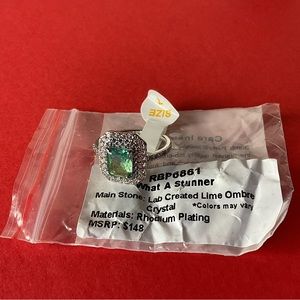 SIZE
RBP6861
What A Stunner
Main Stone: Lab Created Lime Ombre
Crystal *Colors may vary
Materials: Rhodium Plating
MSRP: $148